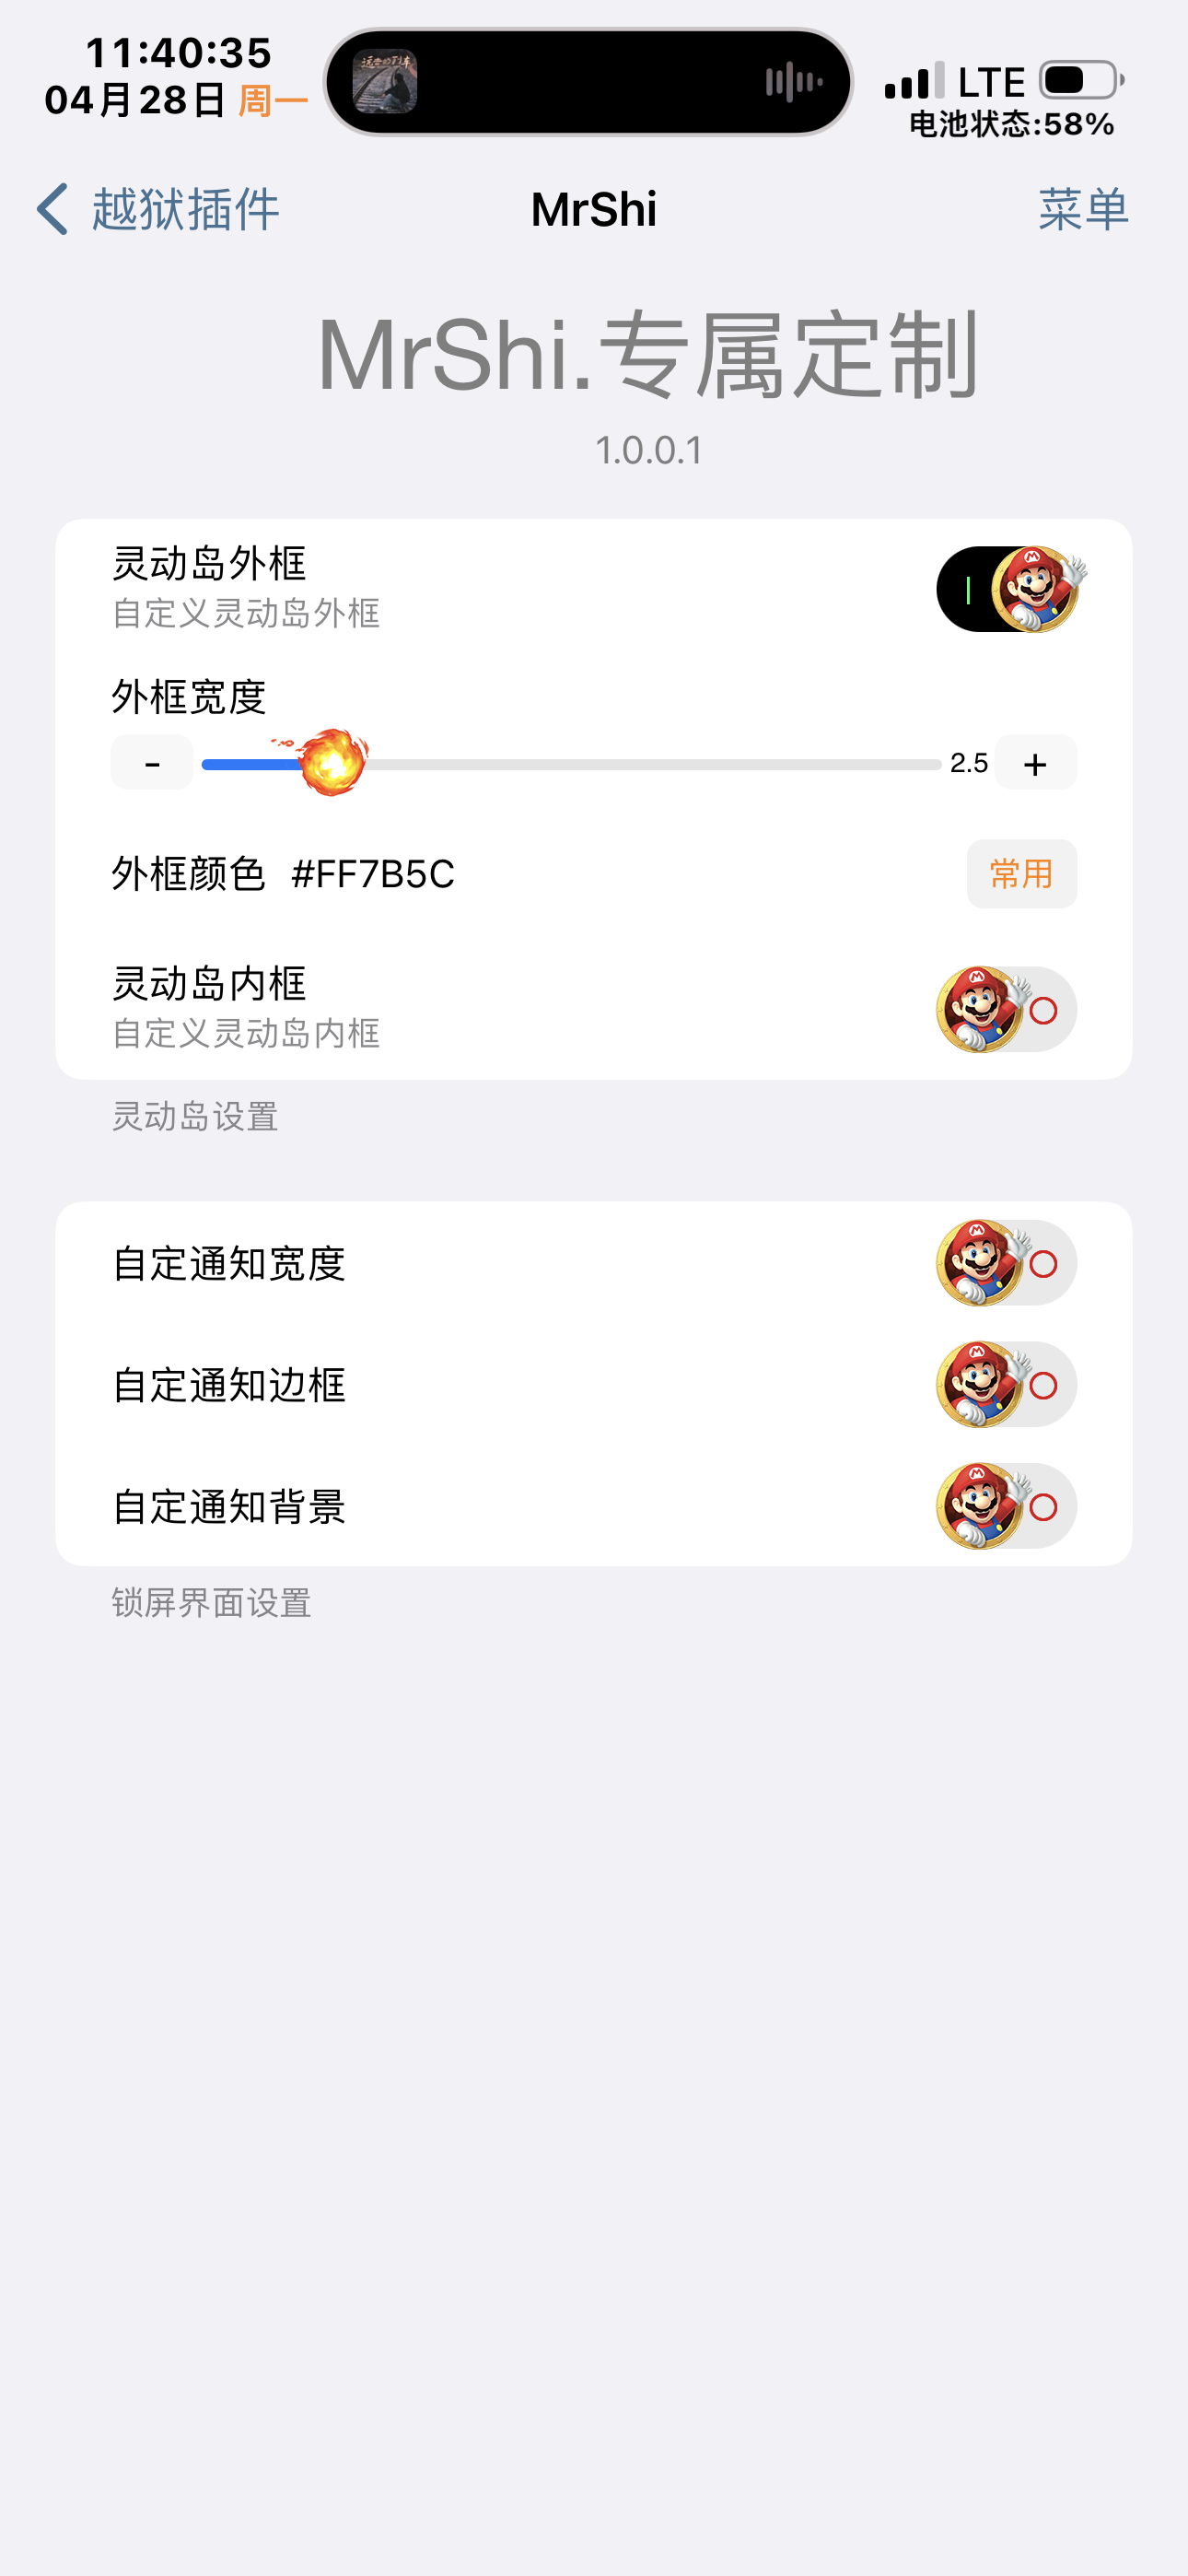 11:40:35
04月28日 周一
LTE
电池状态:58%
越狱插件
MrShi
菜单
MrShi.专属定制
1.0.0.1
灵动岛外框
自定义灵动岛外框
外框宽度
- 2.5 +
外框颜色 #FF7B5C
常用
灵动岛内框
自定义灵动岛内框
灵动岛设置
自定通知宽度
自定通知边框
自定通知背景
锁屏界面设置